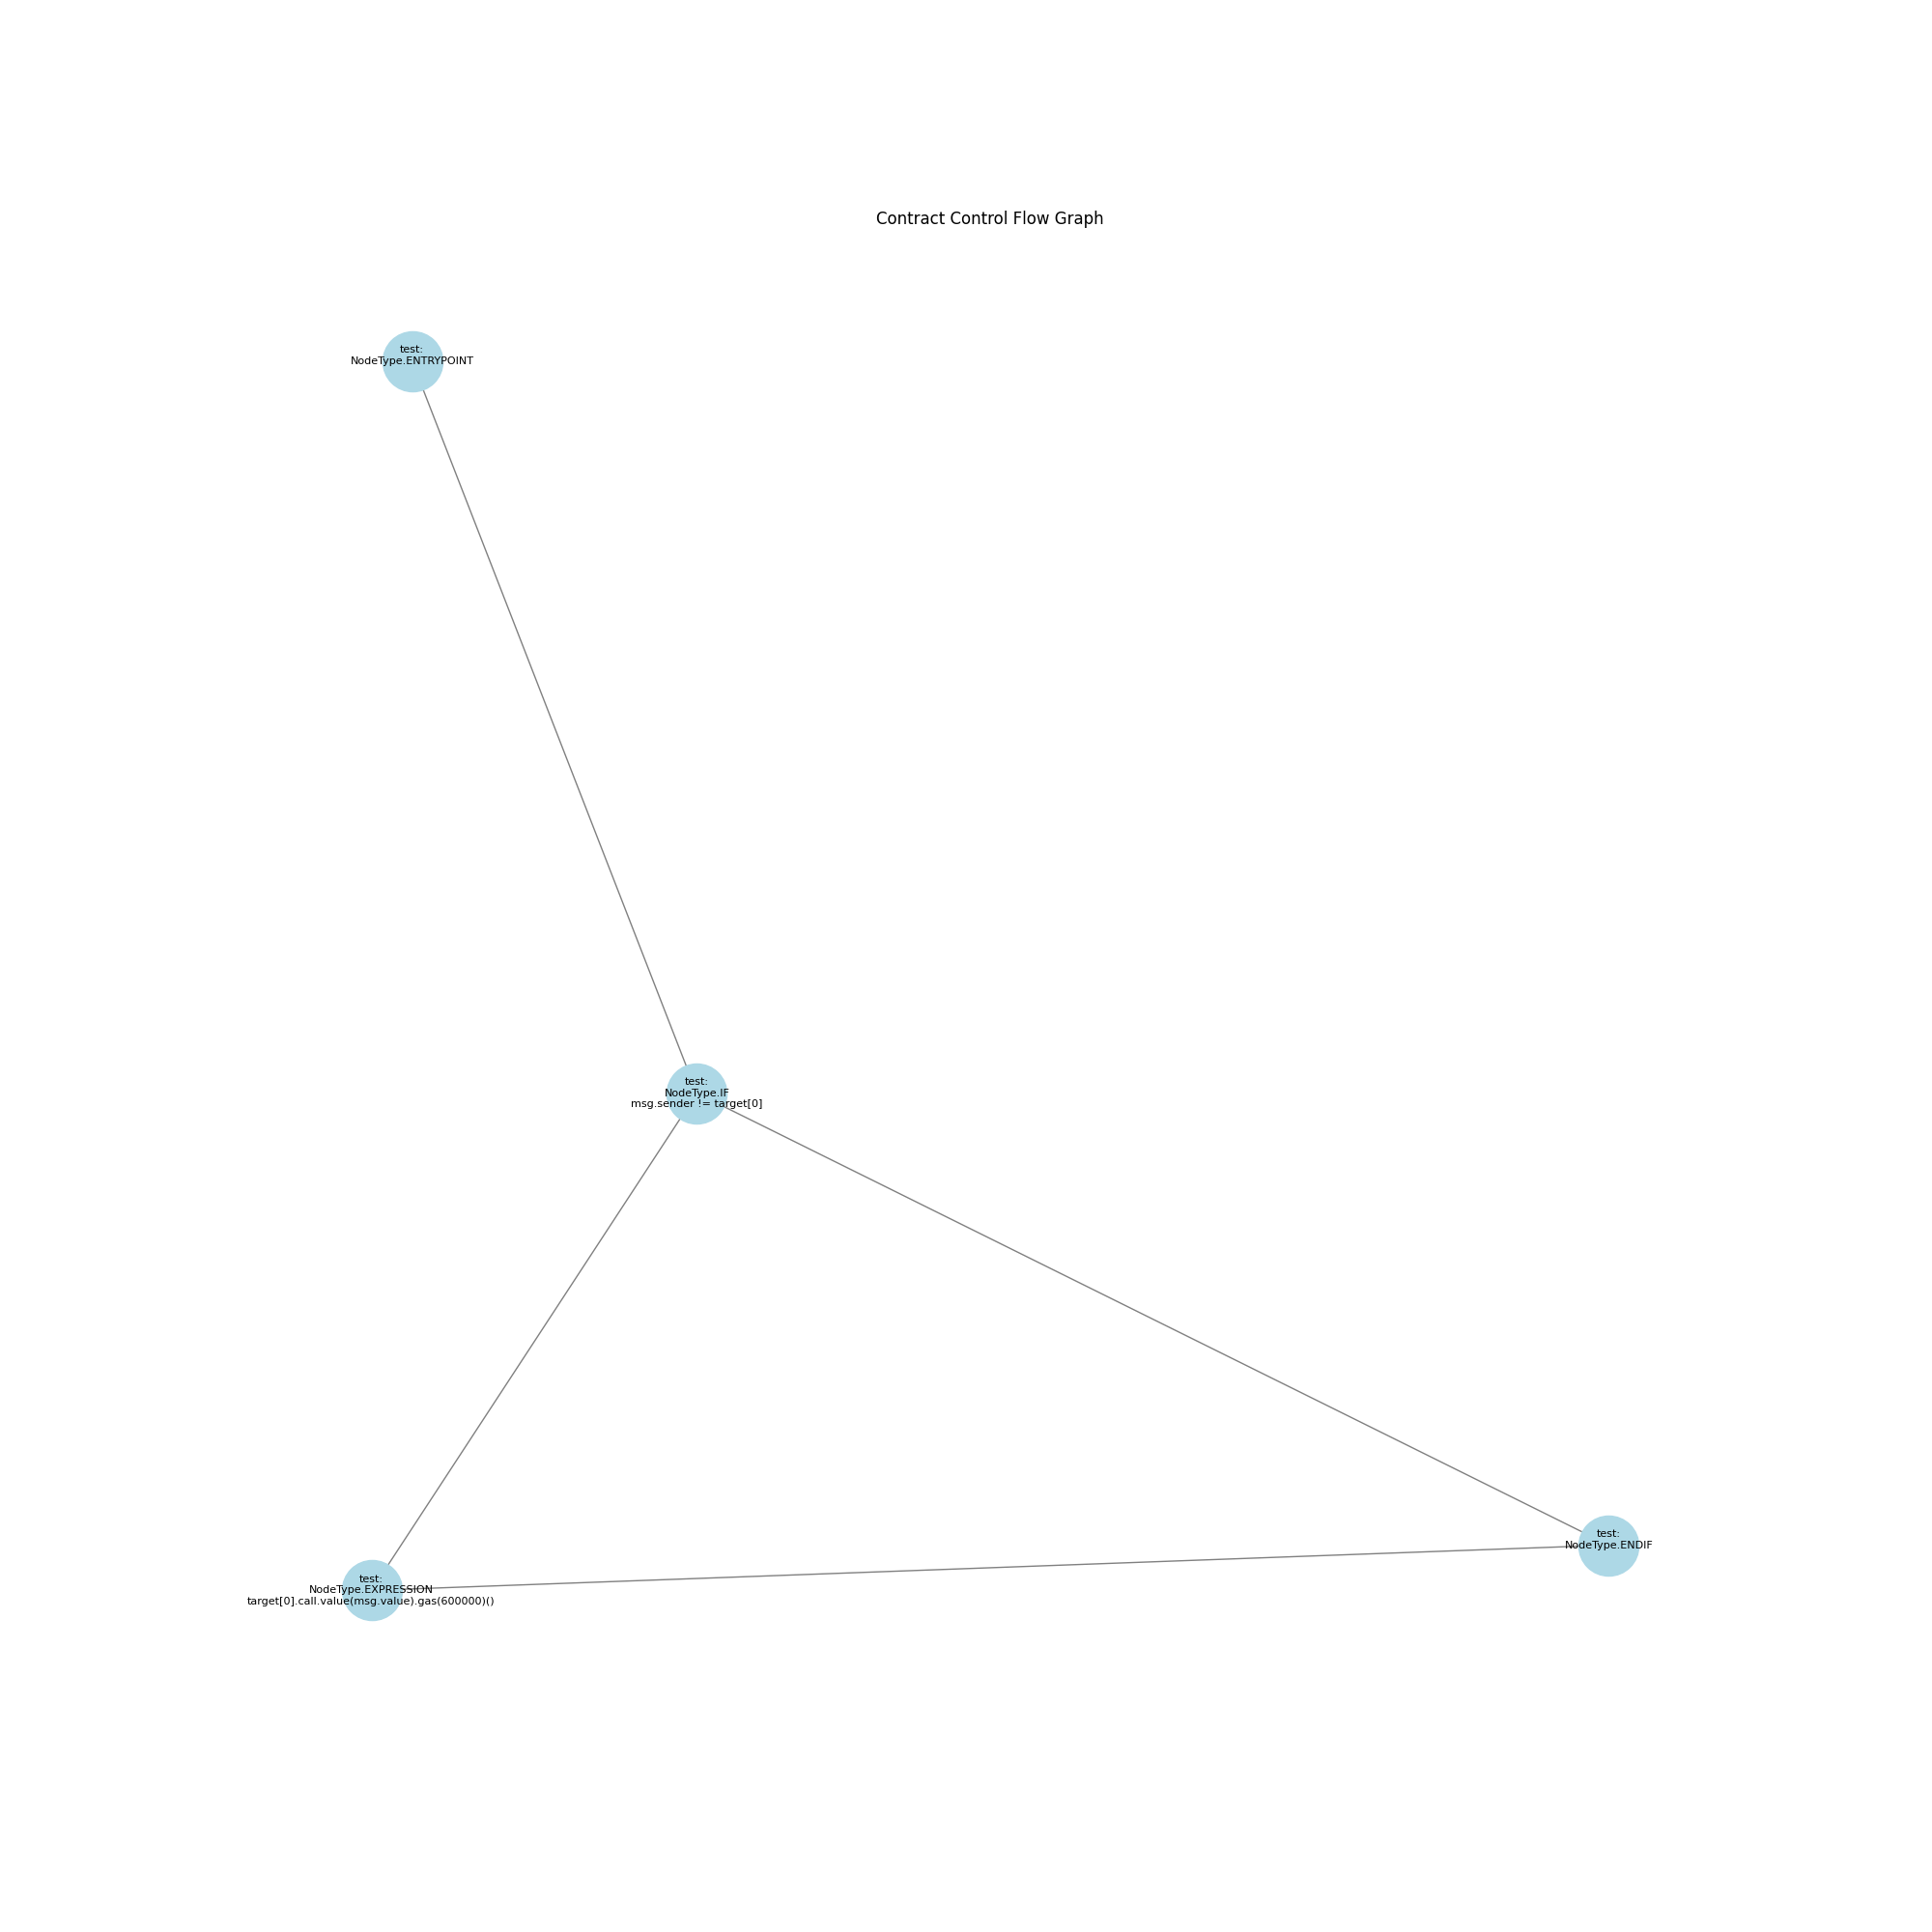 Contract Control Flow Graph
test:
NodeType.ENTRYPOINT
test:
NodeType.IF
msg.sender != target[0]
test:
NodeType.ENDIF
test:
NodeType.EXPRESSION
target[0].call.value(msg.value).gas(600000)()